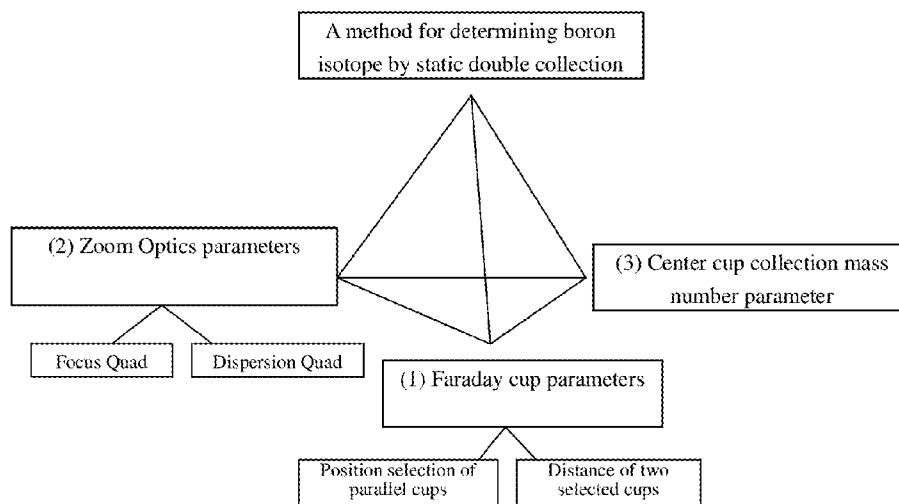 A method for determining boron
isotope by static double collection
(2) Zoom Optics parameters
(3) Center cup collection mass
number parameter
Focus Quad
Dispersion Quad
(1) Faraday cup parameters
Position selection of
parallel cups
Distance of two
selected cups